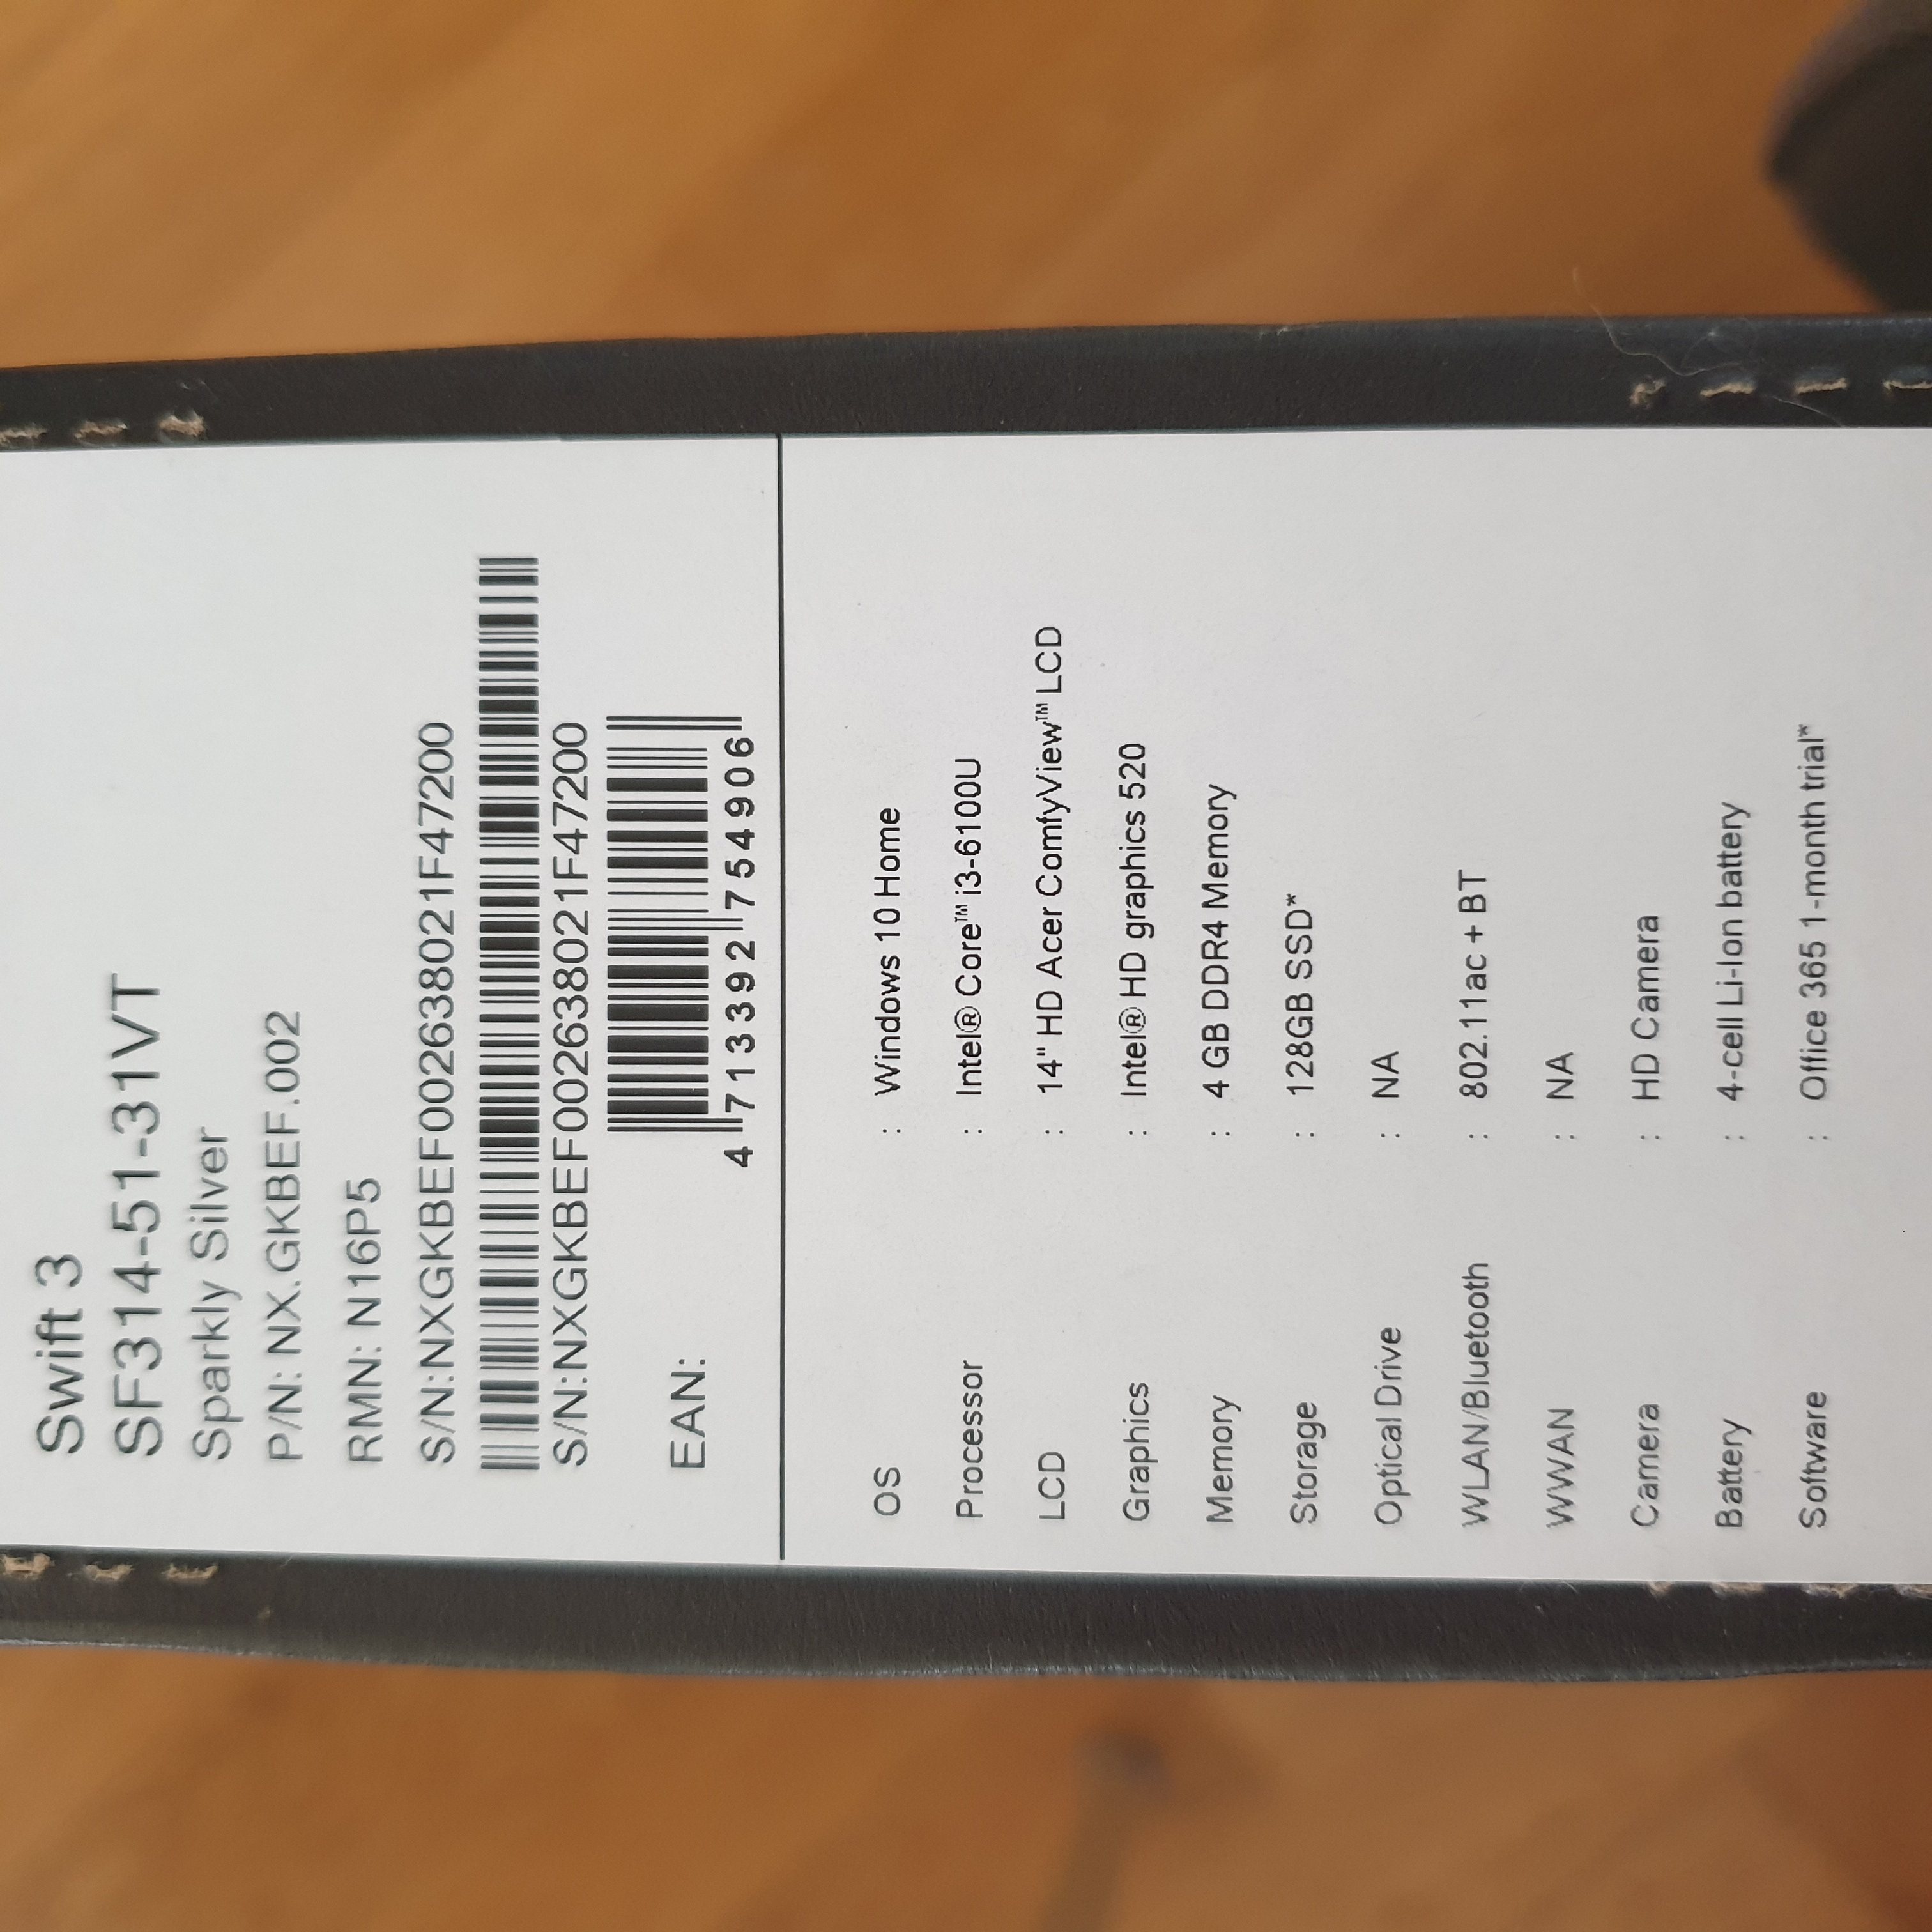 Swift 3
SF314-51-31VT
Sparkly Silver
P/N: NX.GKBEF.002
RMN: N16P5
S/N:NXGKBEF002638021F47200
S/N:NXGKBEF002638021F47200
EAN: 4 713392 754906
OS : Windows 10 Home
Processor : Intel® Core™ i3-6100U
LCD : 14" HD Acer ComfyView™ LCD
Graphics : Intel® HD graphics 520
Memory : 4 GB DDR4 Memory
Storage : 128GB SSD*
Optical Drive : NA
WLAN/Bluetooth : 802.11ac + BT
WWAN : NA
Camera : HD Camera
Battery : 4-cell Li-Ion battery
Software : Office 365 1-month trial*